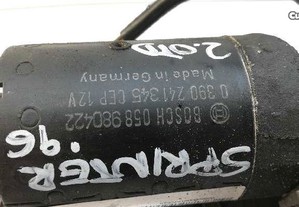 2.0TD
BOSCH 058 980422
0 390 241 345 CEP 12V
Made in Germany
SPRINTER
'96